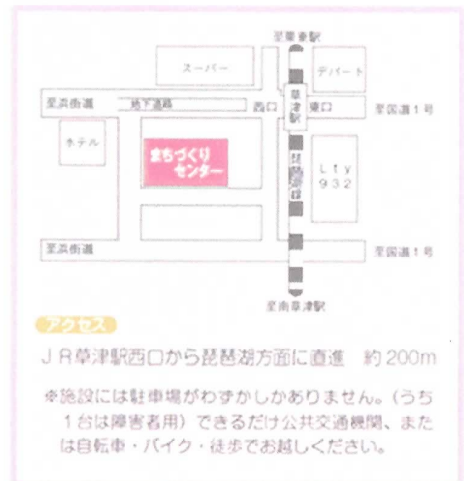 至栗東駅
スーパー
デパート
草津駅
至浜街道
地下道路
西口
東口
至国道1号
ホテル
まちづくり
センター
琵琶湖線
Lty
932
至浜街道
至国道1号
至南草津駅
アクセス
JR草津駅西口から琵琶湖方面に直進 約200m
※施設には駐車場がわずかしかありません。(うち
1台は障害者用)できるだけ公共交通機関、また
は自転車・バイク・徒歩でお越しください。